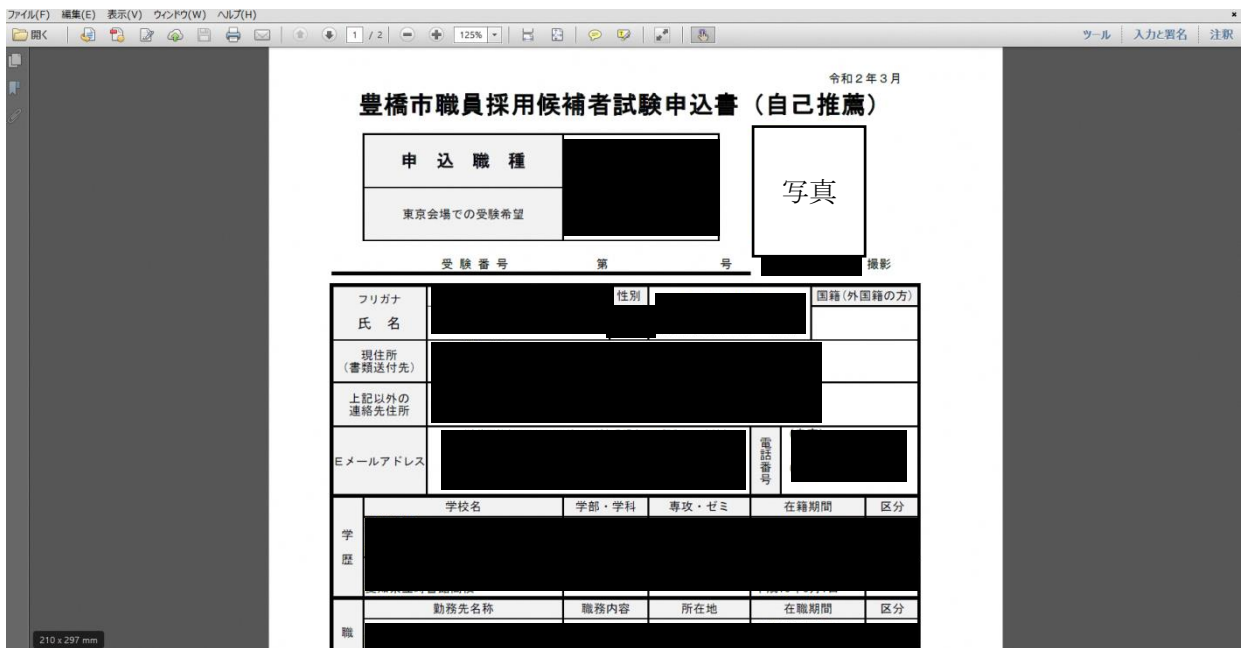 ファイル(F) 編集(E) 表示(V) ウィンドウ(W) ヘルプ(H)
開く 1 / 2 125% ツール 入力と署名 注釈
令和2年3月
豊橋市職員採用候補者試験申込書（自己推薦）
申込職種
写真
東京会場での受験希望
受験番号 第 号 撮影
フリガナ 性別 国籍(外国籍の方)
氏 名
現住所
（書類送付先）
上記以外の
連絡先住所
Eメールアドレス 電話番号
学歴 学校名 学部・学科 専攻・ゼミ 在籍期間 区分
職 勤務先名称 職務内容 所在地 在職期間 区分
210 x 297 mm